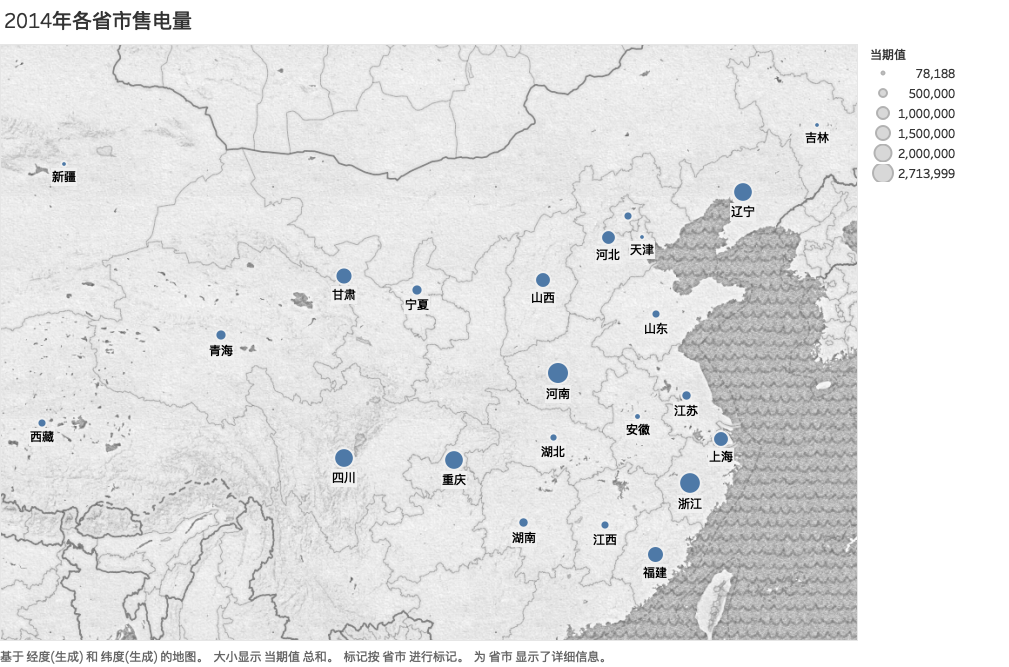 2014年各省市售电量
当期值
78,188
500,000
1,000,000
1,500,000
2,000,000
2,713,999
吉林
新疆
辽宁
河北
天津
甘肃
宁夏
山西
山东
青海
河南
江苏
西藏
安徽
湖北
上海
四川
重庆
浙江
湖南
江西
福建
基于 经度(生成) 和 纬度(生成) 的地图。 大小显示 当期值 总和。 标记按 省市 进行标记。 为 省市 显示了详细信息。